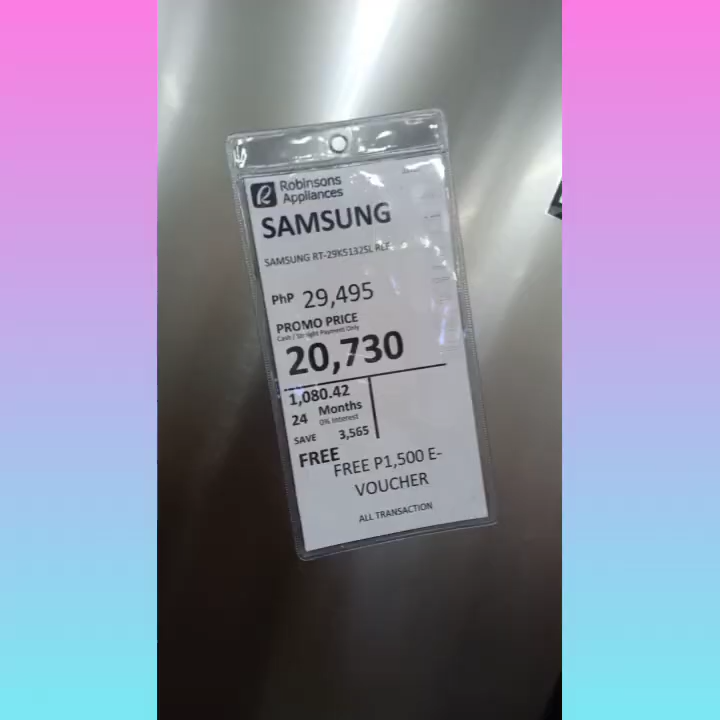 Robinsons
Appliances
SAMSUNG
SAMSUNG RT-29K5132SL REF
PhP 29,495
PROMO PRICE
Cash / Straight Payment Only
20,730
1,080.42
24 Months
0% Interest
SAVE 3,565
FREE
FREE P1,500 E-
VOUCHER
ALL TRANSACTION